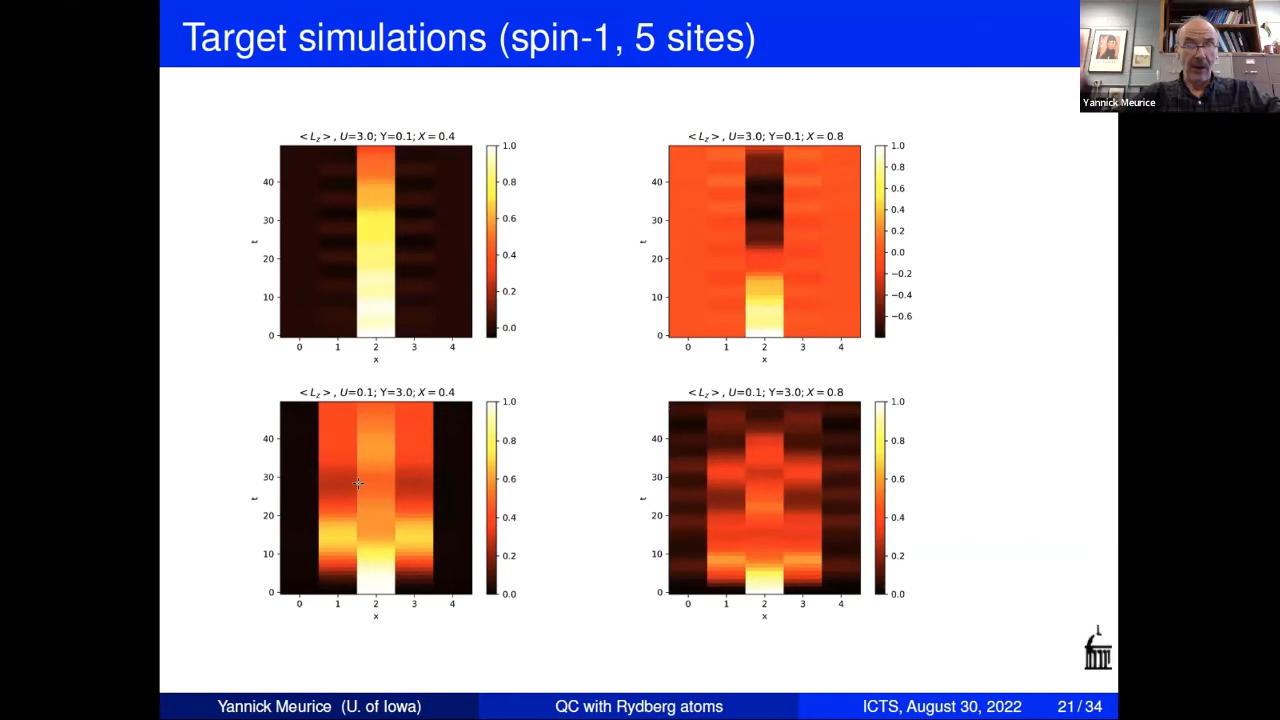 Target simulations (spin-1, 5 sites)
Yannick Meurice
< L_z > , U=3.0; Y=0.1; X = 0.4
1.0
0.8
0.6
0.4
0.2
0.0
40
30
20
10
0
t
0 1 2 3 4
x
< L_z > , U=3.0; Y=0.1; X = 0.8
1.0
0.8
0.6
0.4
0.2
0.0
−0.2
−0.4
−0.6
40
30
20
10
0
t
0 1 2 3 4
x
< L_z > , U=0.1; Y=3.0; X = 0.4
1.0
0.8
0.6
0.4
0.2
0.0
40
30
20
10
0
t
0 1 2 3 4
x
< L_z > , U=0.1; Y=3.0; X = 0.8
1.0
0.8
0.6
0.4
0.2
0.0
40
30
20
10
0
t
0 1 2 3 4
x
Yannick Meurice (U. of Iowa) QC with Rydberg atoms ICTS, August 30, 2022 21 / 34